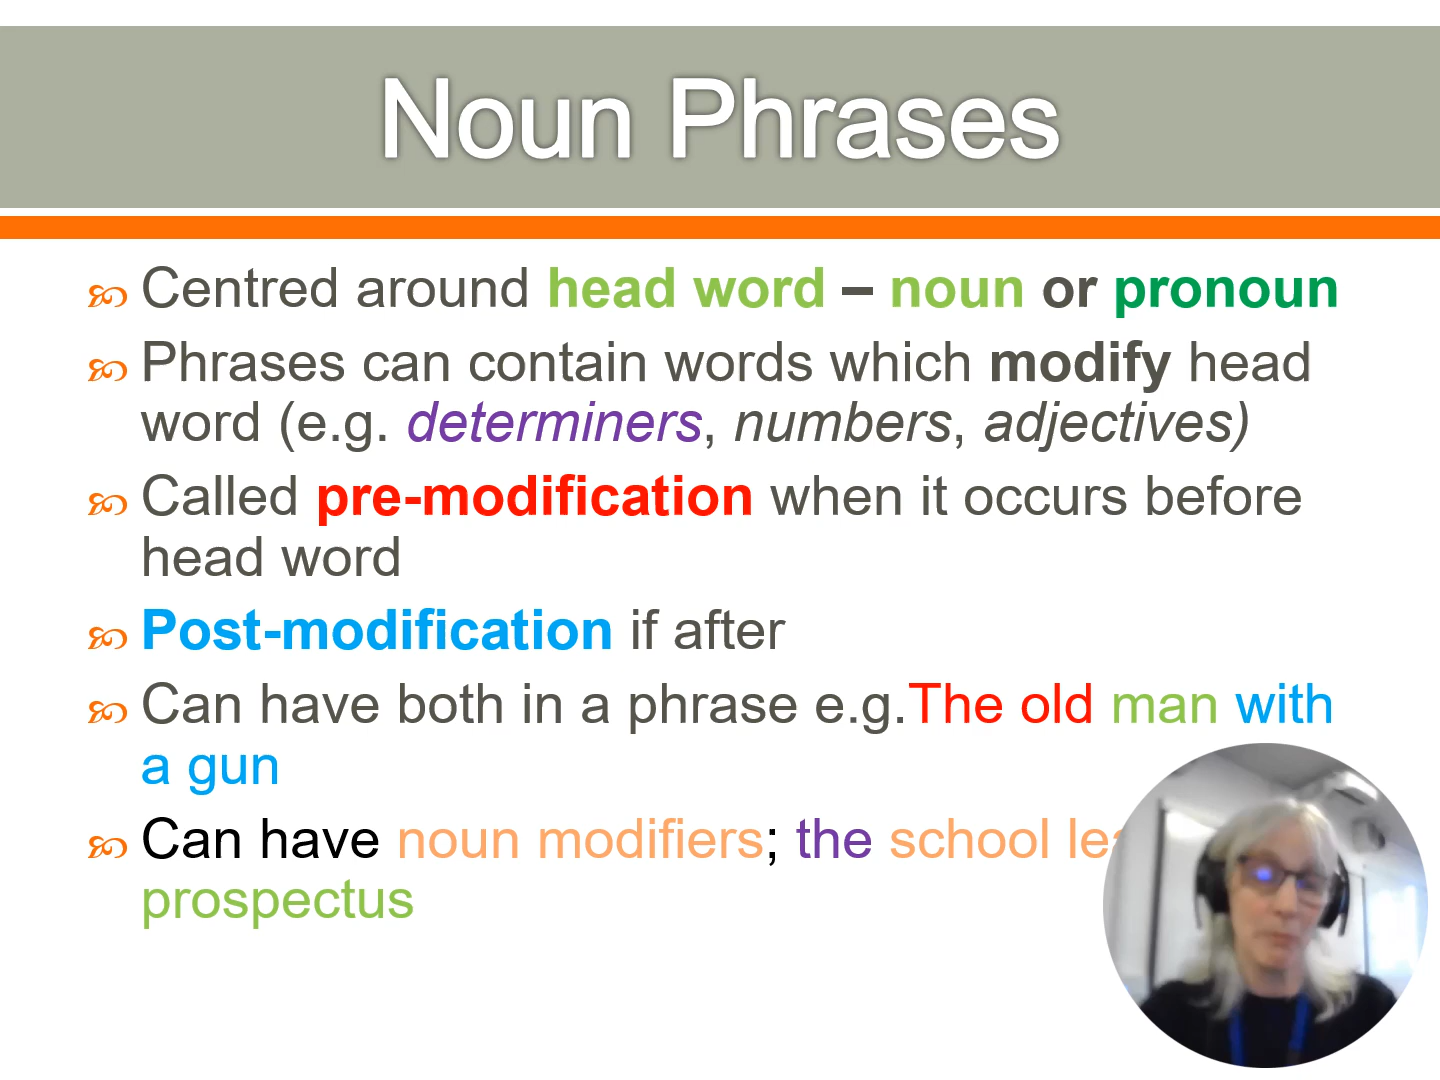 Noun Phrases
Centred around head word – noun or pronoun
Phrases can contain words which modify head
word (e.g. determiners, numbers, adjectives)
Called pre-modification when it occurs before
head word
Post-modification if after
Can have both in a phrase e.g.The old man with
a gun
Can have noun modifiers; the school
prospectus